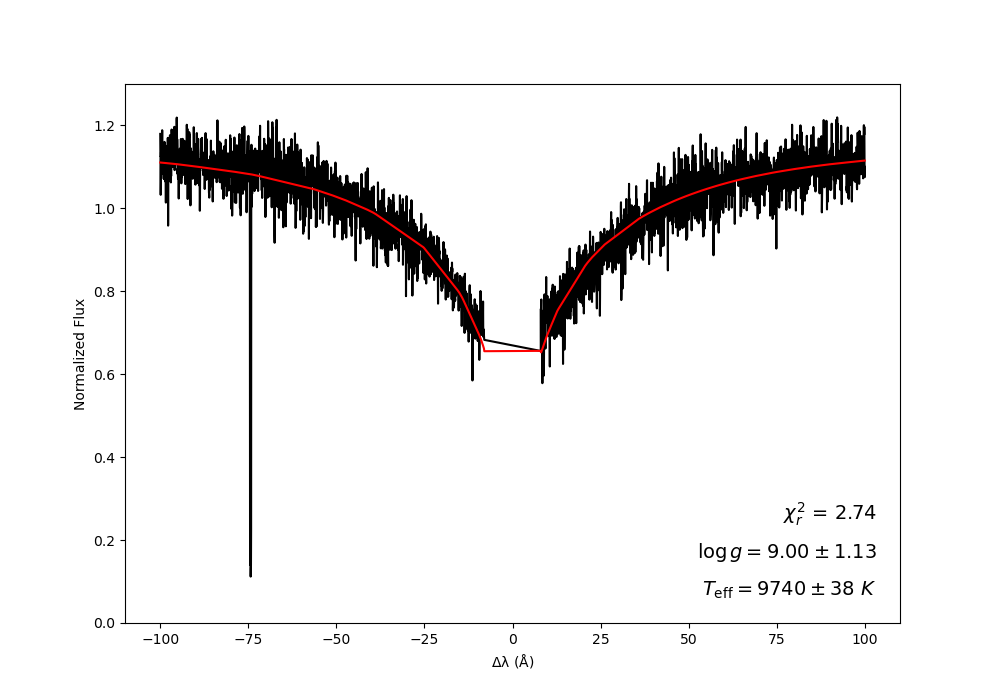 1.2
1.0
0.8
0.6
0.4
0.2
0.0
Normalized Flux
χ²ᵣ = 2.74
log g = 9.00 ± 1.13
T_eff = 9740 ± 38 K
−100 −75 −50 −25 0 25 50 75 100
Δλ (Å)